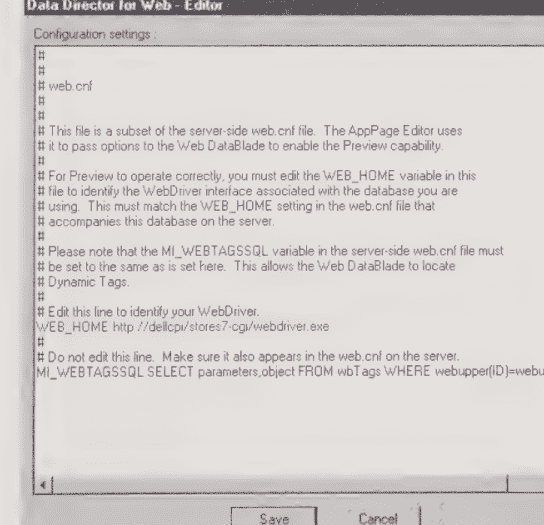 Data Director for Web - Editor
Configuration settings :
#
#
# web.cnf
#
#
# This file is a subset of the server-side web.cnf file. The AppPage Editor uses
# it to pass options to the Web DataBlade to enable the Preview capability.
#
# For Preview to operate correctly, you must edit the WEB_HOME variable in this
# file to identify the WebDriver interface associated with the database you are
# using. This must match the WEB_HOME setting in the web.cnf file that
# accompanies this database on the server.
#
# Please note that the MI_WEBTAGSSQL variable in the server-side web.cnf file must
# be set to the same as is set here. This allows the Web DataBlade to locate
# Dynamic Tags.
#
# Edit this line to identify your WebDriver.
WEB_HOME http://dellcpi/stores7-cgi/webdriver.exe
#
# Do not edit this line. Make sure it also appears in the web.cnf on the server.
MI_WEBTAGSSQL SELECT parameters,object FROM wbTags WHERE webupper(ID)=webu
Save
Cancel